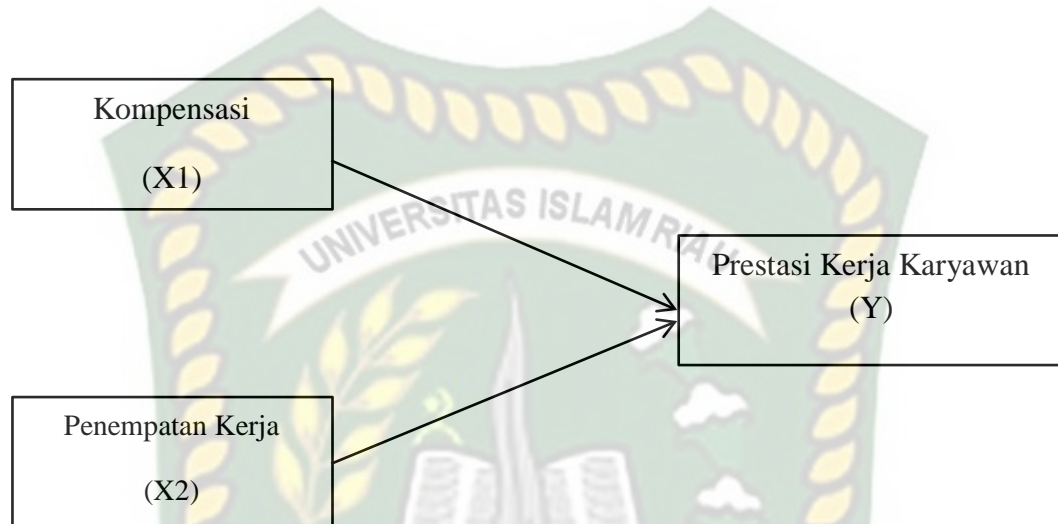 Kompensasi
(X1)
UNIVERSITAS ISLAM RIAU
Prestasi Kerja Karyawan
(Y)
Penempatan Kerja
(X2)